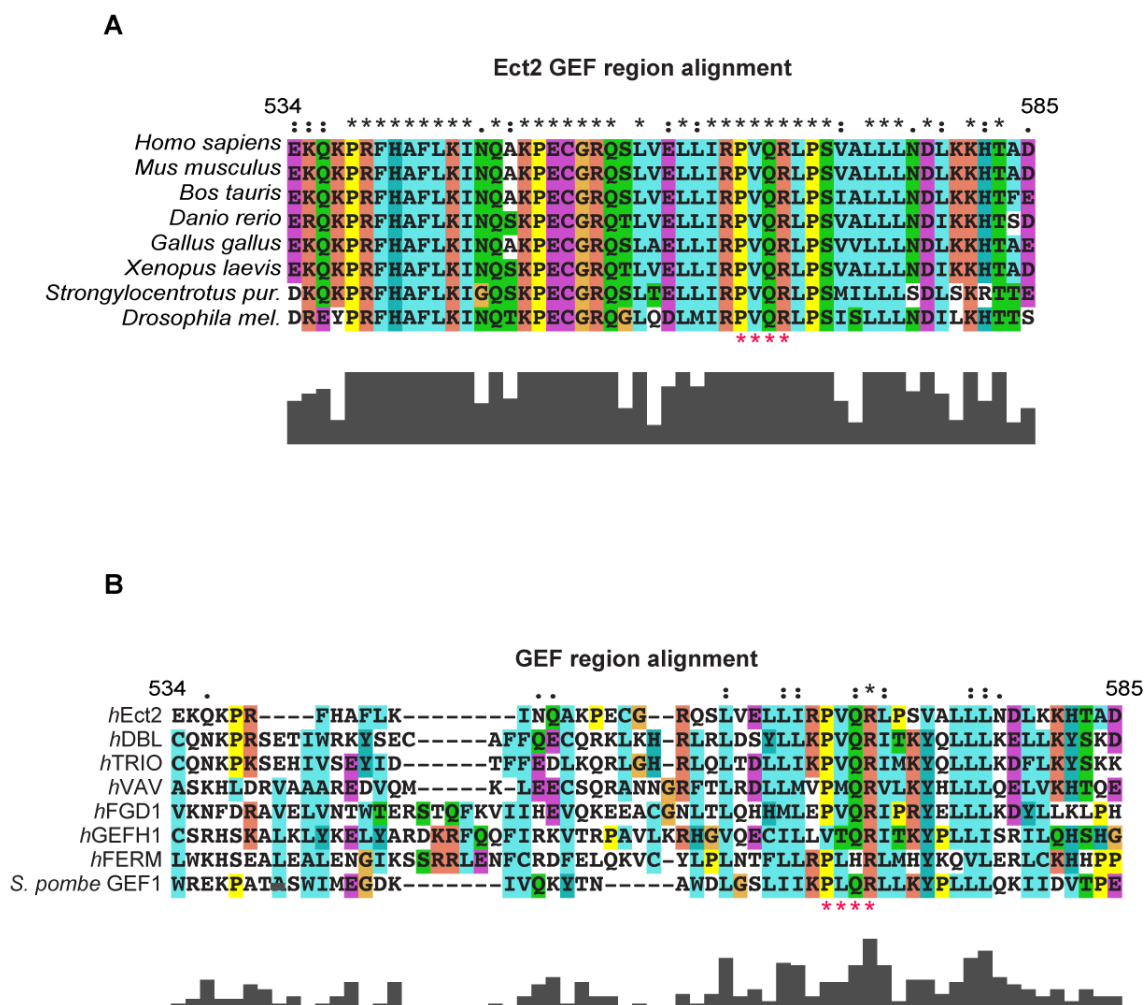 A
Ect2 GEF region alignment
534 585
::: *********.*:******* * :*:*********: ***.*: *:* .
Homo sapiens EKQKPRFHAFLKINQAKPECGRQSLVELLIRPVQRLPSVALLLNDLKKHTAD
Mus musculus EKQKPRFHAFLKINQAKPECGRQSLVELLIRPVQRLPSVALLLNDLKKHTAD
Bos tauris EKQKPRFHAFLKINQAKPECGRQSLVELLIRPVQRLPSIALLLNDLKKHTFE
Danio rerio ERQKPRFHAFLKINQSKPECGRQTLVELLIRPVQRLPSVALLLNDIKKHTSD
Gallus gallus EKQKPRFHAFLKINQAKPECGRQSLAELLIRPVQRLPSVVLLLNDLKKHTAE
Xenopus laevis EKQKPRFHAFLKINQSKPECGRQTLVELLIRPVQRLPSVALLLNDIKKHTAD
Strongylocentrotus pur. DKQKPRFHAFLKIGQSKPECGRQSLTELLIRPVQRLPSMILLLSDLSKRTTE
Drosophila mel. DREYPRFHAFLKINQTKPECGRQGLQDLMIRPVQRLPSISLLLNDILKHTTS
****
B
GEF region alignment
534 . .. : :: :*: ::. 585
hEct2 EKQKPR----FHAFLK--------INQAKPECG--RQSLVELLIRPVQRLPSVALLLNDLKKHTAD
hDBL CQNKPRSETIWRKYSEC-----AFFQECQRKLKH-RLRLDSYLLKPVQRITKYQLLLKELLKYSKD
hTRIO CQNKPKSEHIVSEYID------TFFEDLKQRLGH-RLQLTDLLIKPVQRIMKYQLLLKDFLKYSKK
hVAV ASKHLDRVAAAREDVQM-----K-LEECSQRANNGRFTLRDLLMVPMQRVLKYHLLLQELVKHTQE
hFGD1 VKNFDRAVELVNTWTERSTQFKVIIHEVQKEEACGNLTLQHHMLEPVQRIPRYELLLKDYLLKLPH
hGEFH1 CSRHSKALKLYKELYARDKRFQQFIRKVTRPAVLKRHGVQECILLVTQRITKYPLLISRILQHSHG
hFERM LWKHSEALEALENGIKSSRRLENFCRDFELQKVC-YLPLNTFLLRPLHRLMHYKQVLERLCKHHPP
S. pombe GEF1 WREKPATASWIMEGDK-------IVQKYTN-----AWDLGSLIIKPLQRLLKYPLLLQKIIDVTPE
****